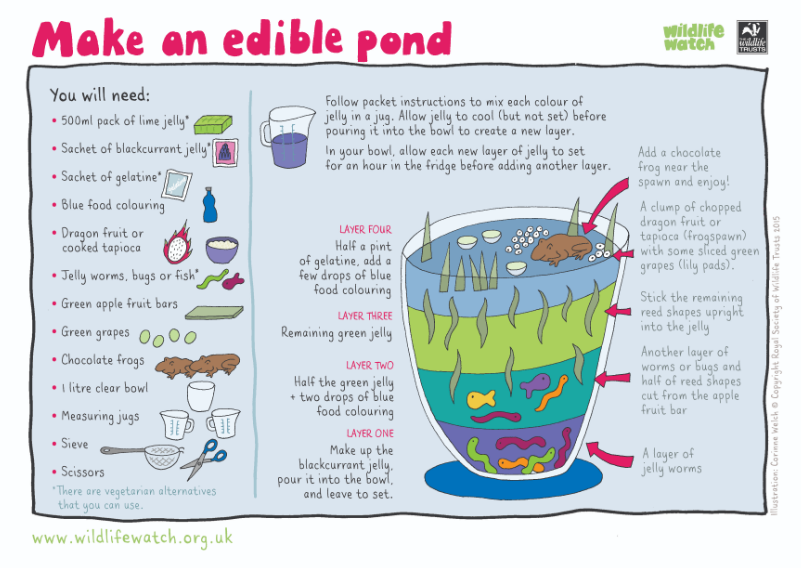 Make an edible pond
wildlife
watch
THE
wildlife
TRUSTS
You will need:
• 500ml pack of lime jelly*
• Sachet of blackcurrant jelly*
• Sachet of gelatine*
• Blue food colouring
• Dragon fruit or
cooked tapioca
• Jelly worms, bugs or fish*
• Green apple fruit bars
• Green grapes
• Chocolate frogs
• 1 litre clear bowl
• Measuring jugs
• Sieve
• Scissors
*There are vegetarian alternatives
that you can use.
Follow packet instructions to mix each colour of
jelly in a jug. Allow jelly to cool (but not set) before
pouring it into the bowl to create a new layer.
In your bowl, allow each new layer of jelly to set
for an hour in the fridge before adding another layer.
LAYER FOUR
Half a pint
of gelatine, add a
few drops of blue
food colouring
LAYER THREE
Remaining green jelly
LAYER TWO
Half the green jelly
+ two drops of blue
food colouring
LAYER ONE
Make up the
blackcurrant jelly,
pour it into the bowl,
and leave to set.
Add a chocolate
frog near the
spawn and enjoy!
A clump of chopped
dragon fruit or
tapioca (frogspawn)
with some sliced green
grapes (lily pads).
Stick the remaining
reed shapes upright
into the jelly
Another layer of
worms or bugs and
half of reed shapes
cut from the apple
fruit bar
A layer of
jelly worms
Illustration: Corinne Welch © Copyright Royal Society of Wildlife Trusts 2015
www.wildlifewatch.org.uk